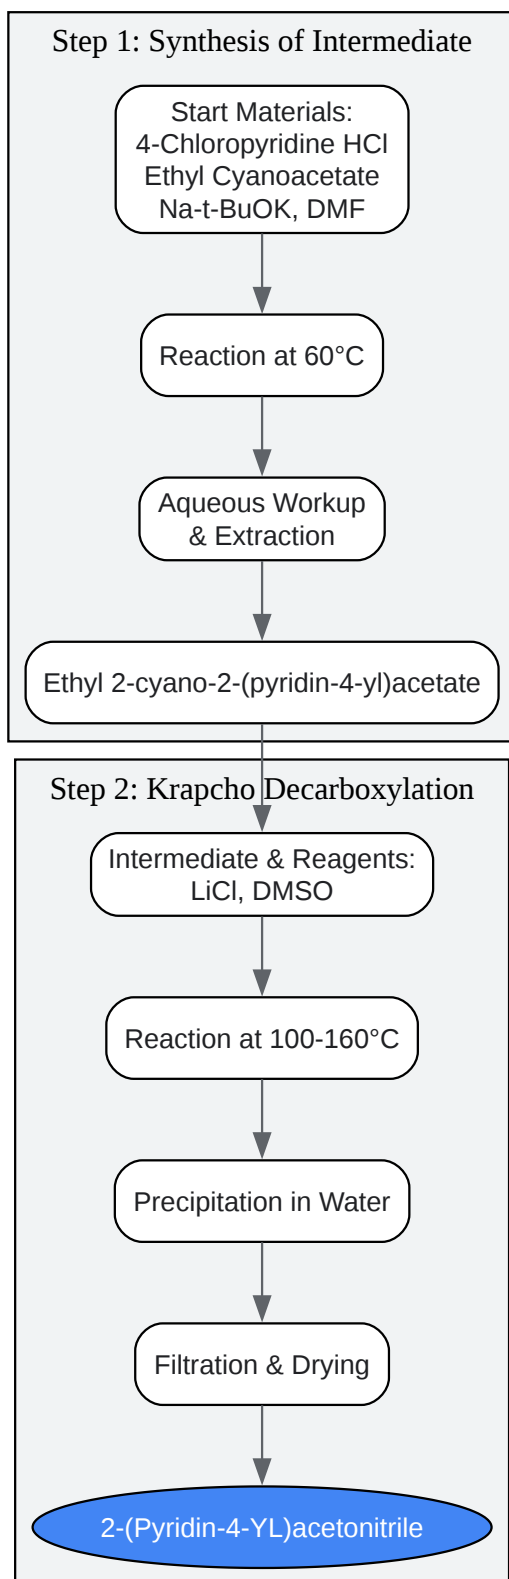 Step 1: Synthesis of Intermediate
Start Materials:
4-Chloropyridine HCl
Ethyl Cyanoacetate
Na-t-BuOK, DMF
Reaction at 60°C
Aqueous Workup
& Extraction
Ethyl 2-cyano-2-(pyridin-4-yl)acetate
Step 2: Krapcho Decarboxylation
Intermediate & Reagents:
LiCl, DMSO
Reaction at 100-160°C
Precipitation in Water
Filtration & Drying
2-(Pyridin-4-YL)acetonitrile